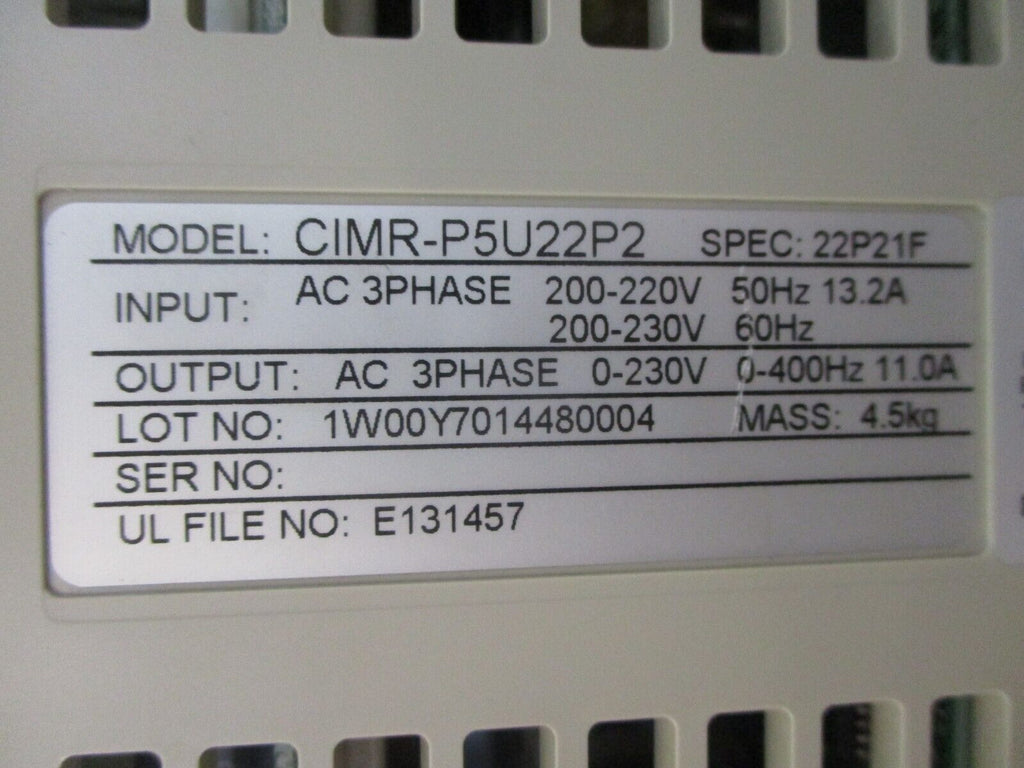 MODEL: CIMR-P5U22P2 SPEC: 22P21F
INPUT: AC 3PHASE 200-220V 50Hz 13.2A
200-230V 60Hz
OUTPUT: AC 3PHASE 0-230V 0-400Hz 11.0A
LOT NO: 1W00Y7014480004 MASS: 4.5kg
SER NO:
UL FILE NO: E131457